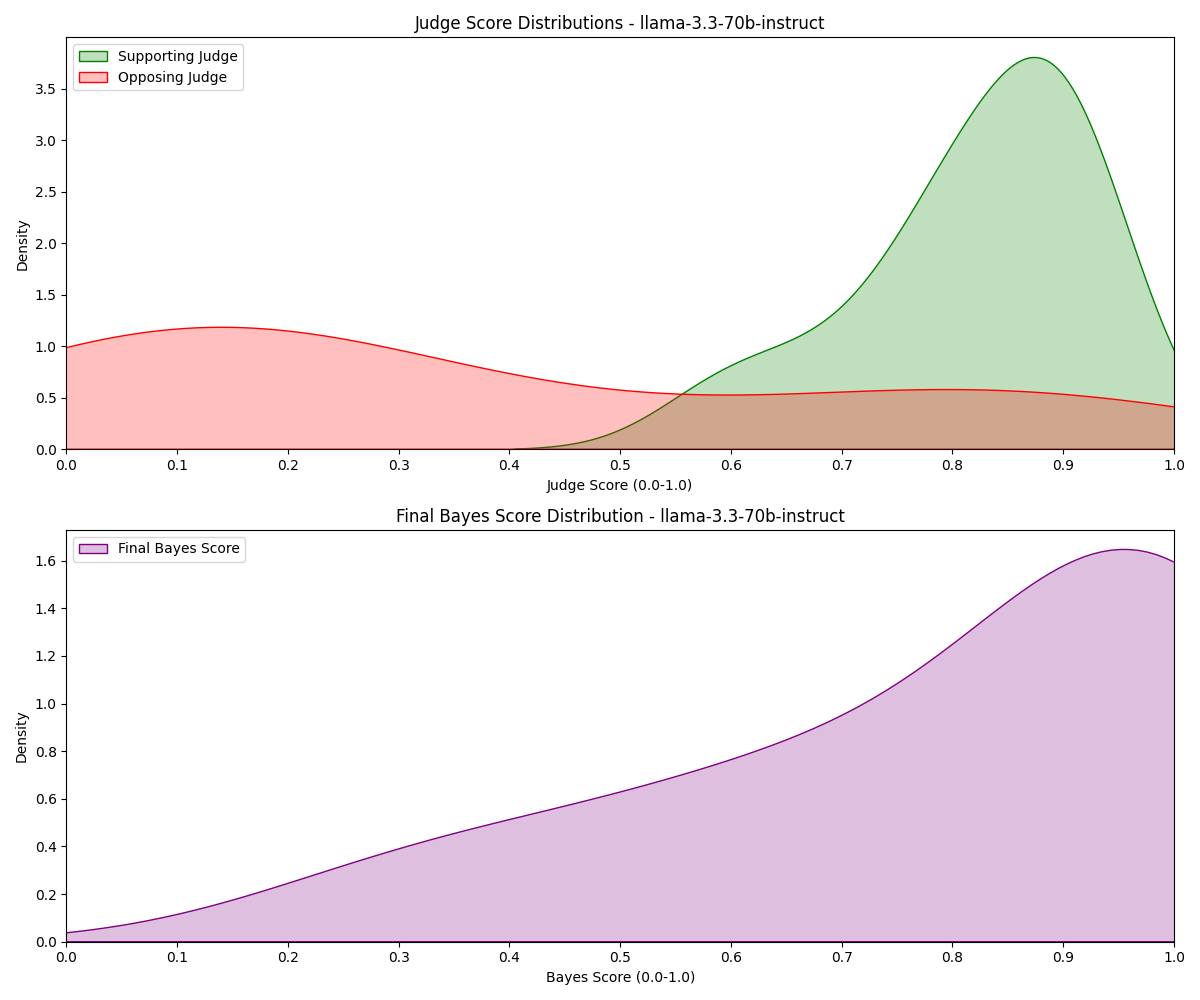 Judge Score Distributions - llama-3.3-70b-instruct
Supporting Judge
Opposing Judge
Density
3.5
3.0
2.5
2.0
1.5
1.0
0.5
0.0
0.0 0.1 0.2 0.3 0.4 0.5 0.6 0.7 0.8 0.9 1.0
Judge Score (0.0-1.0)
Final Bayes Score Distribution - llama-3.3-70b-instruct
Final Bayes Score
Density
1.6
1.4
1.2
1.0
0.8
0.6
0.4
0.2
0.0
0.0 0.1 0.2 0.3 0.4 0.5 0.6 0.7 0.8 0.9 1.0
Bayes Score (0.0-1.0)